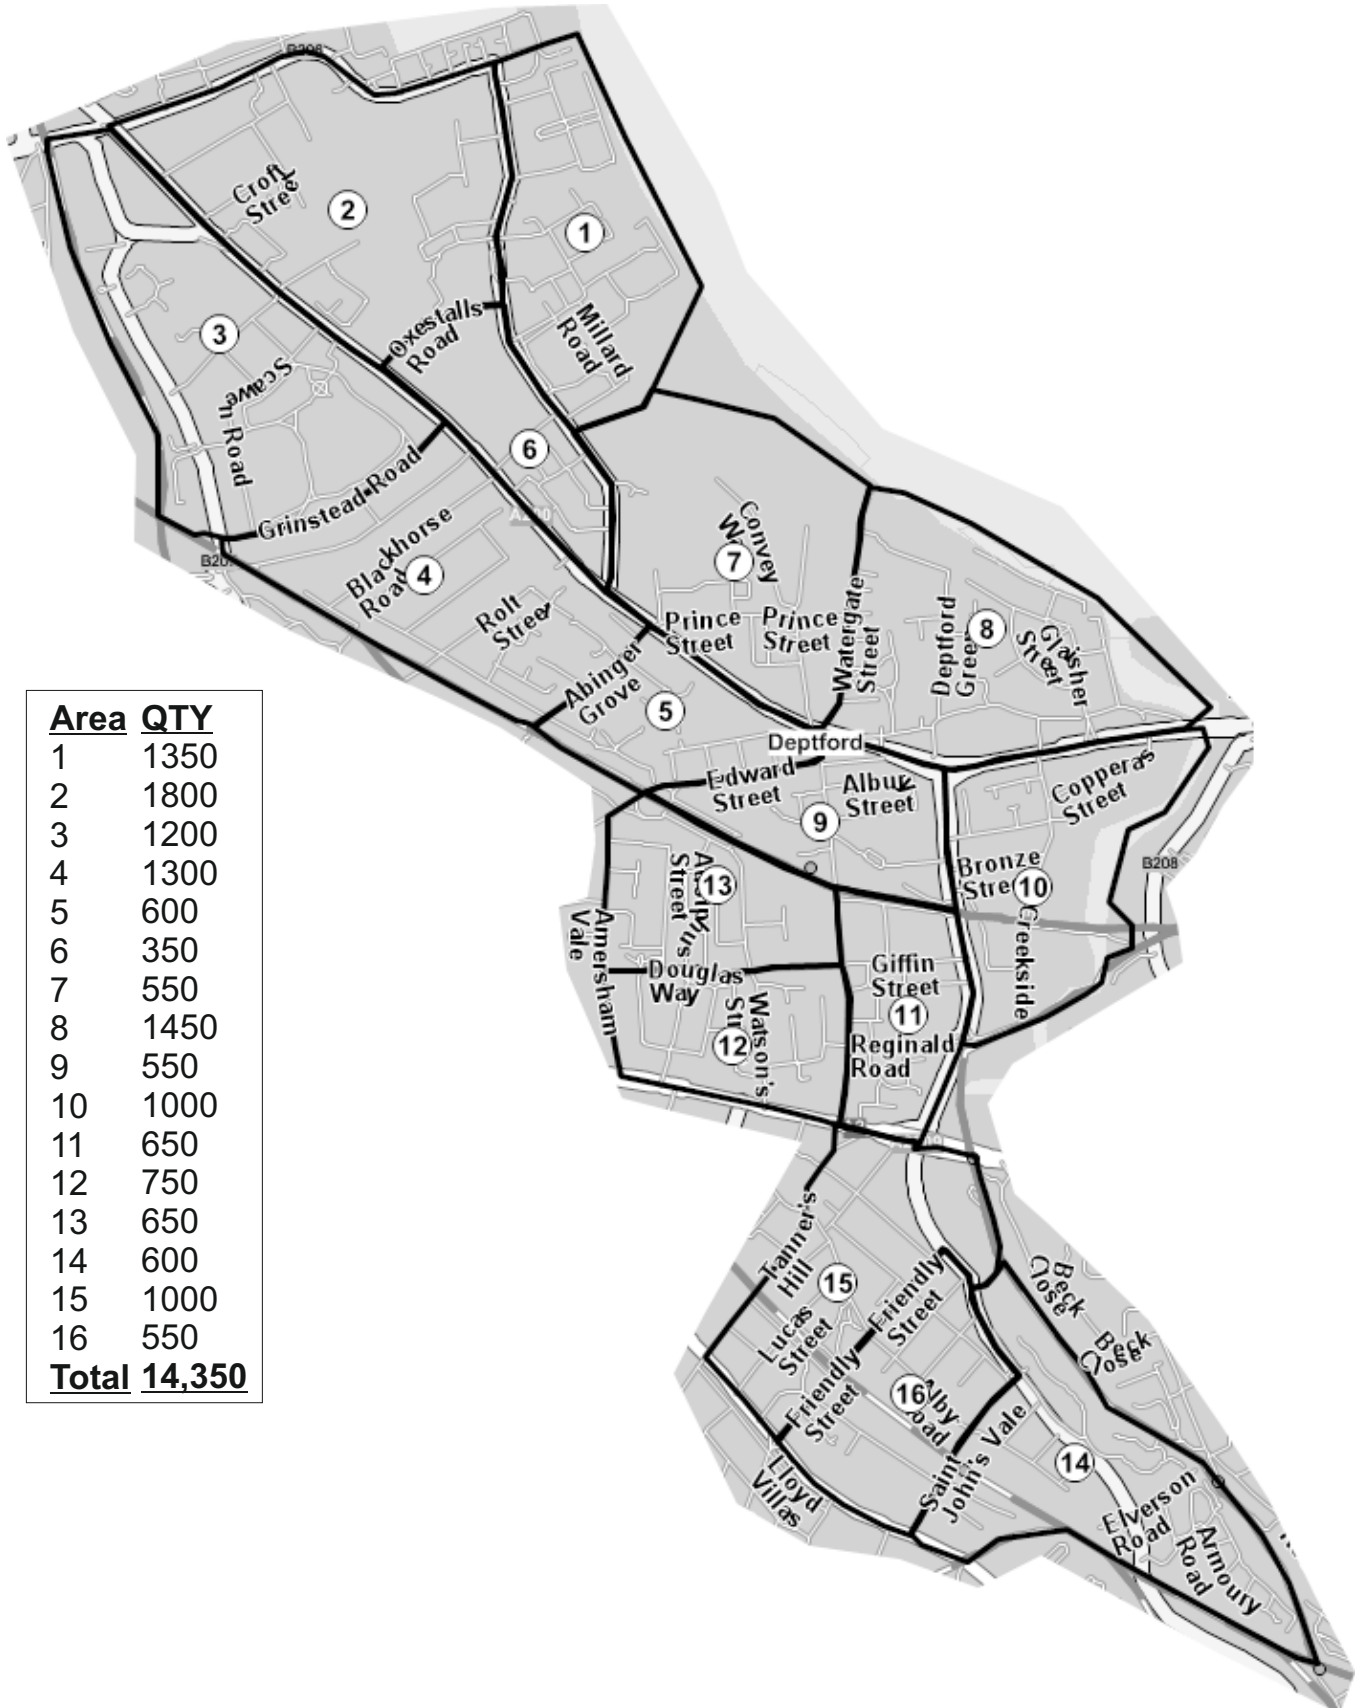 B206
Croft
Street
2
1
3
Oxestalls
Road
Millard
Road
Scawe
n Road
6
Grinstead Road
A200
Blackhorse
Road
4
Convey
7
Rolt
Street
Prince
Street
Prince
Street
Watergate
Street
Deptford
Green
8
Glaisher
Street
Abinger
Grove
5
Deptford
Edward
Street
Albury
Street
9
Copperas
Street
Bronze
Street
10
B208
Creekside
Adolphus
Street
13
Amersham
Vale
Douglas
Way
Giffin
Street
11
Reginald
Road
Watson's
Str
12
Tanner's
Hill
15
Lucas
Street
Friendly
Street
Friendly
Street
Beck
Close
Beck
Close
16
Alby
Road
Saint
John's Vale
14
Lloyd
Villas
Elverson
Road
Armoury
Road
Area QTY
1 1350
2 1800
3 1200
4 1300
5 600
6 350
7 550
8 1450
9 550
10 1000
11 650
12 750
13 650
14 600
15 1000
16 550
Total 14,350